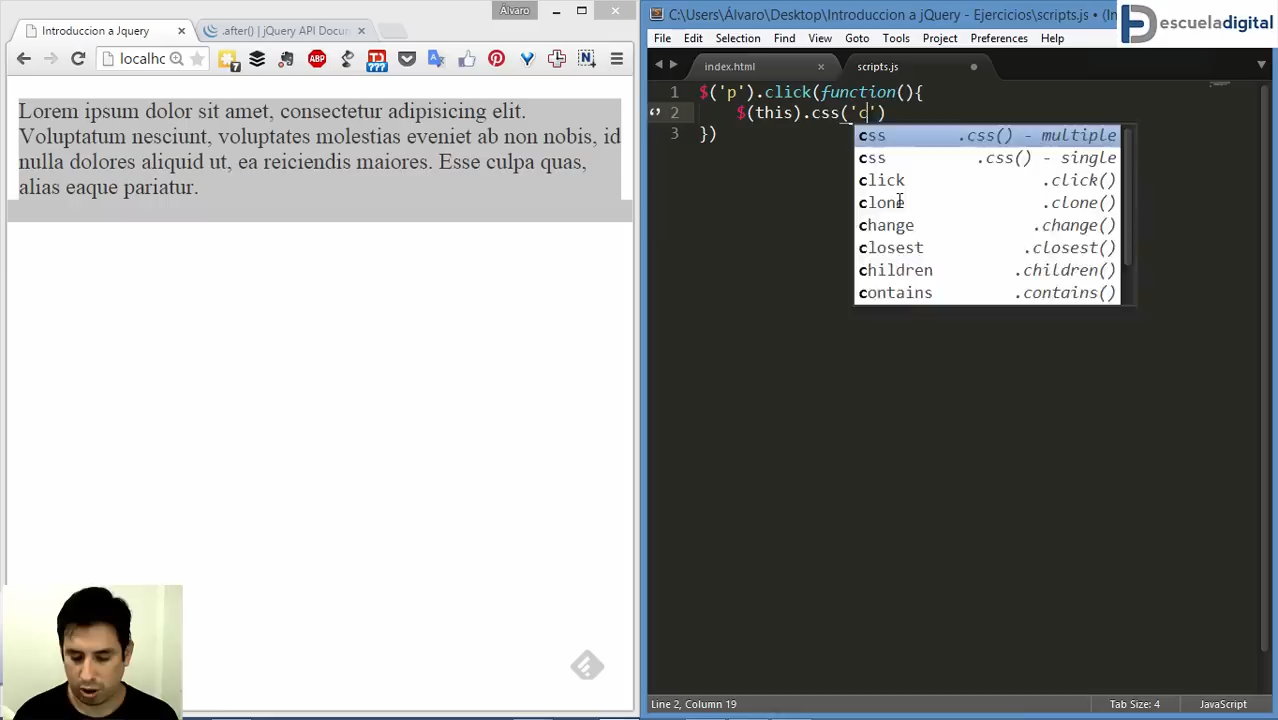 Álvaro
Introduccion a Jquery
.after() | jQuery API Docum
localhc
Lorem ipsum dolor sit amet, consectetur adipisicing elit.
Voluptatum nesciunt, voluptates molestias eveniet ab non nobis, id
nulla dolores aliquid ut, ea reiciendis maiores. Esse culpa quas,
alias eaque pariatur.
C:\Users\Álvaro\Desktop\Introduccion a jQuery - Ejercicios\scripts.js • (In
escueladigital
File Edit Selection Find View Goto Tools Project Preferences Help
index.html
scripts.js
1 $('p').click(function(){
2 $(this).css('c')
3 })
css .css() - multiple
css .css() - single
click .click()
clone .clone()
change .change()
closest .closest()
children .children()
contains .contains()
Line 2, Column 19
Tab Size: 4
JavaScript